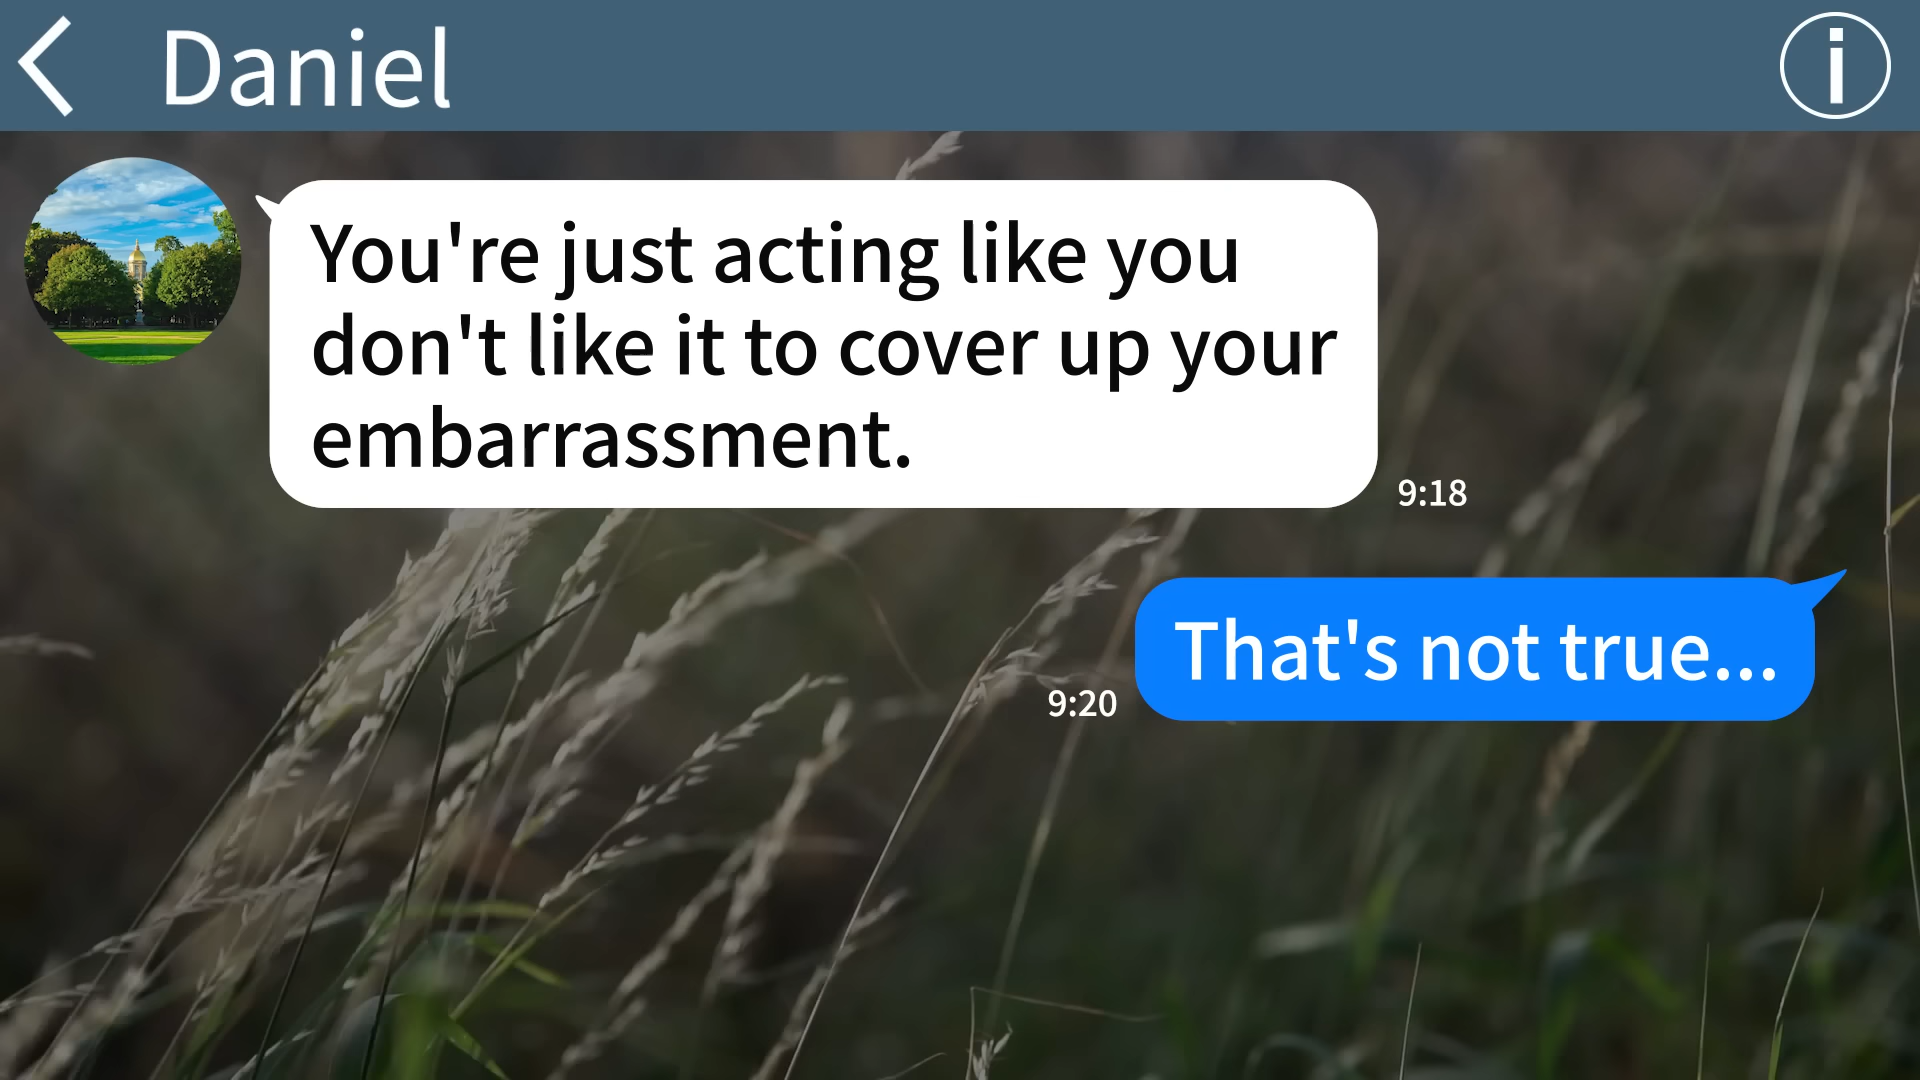 Daniel
You're just acting like you
don't like it to cover up your
embarrassment.
9:18
That's not true...
9:20